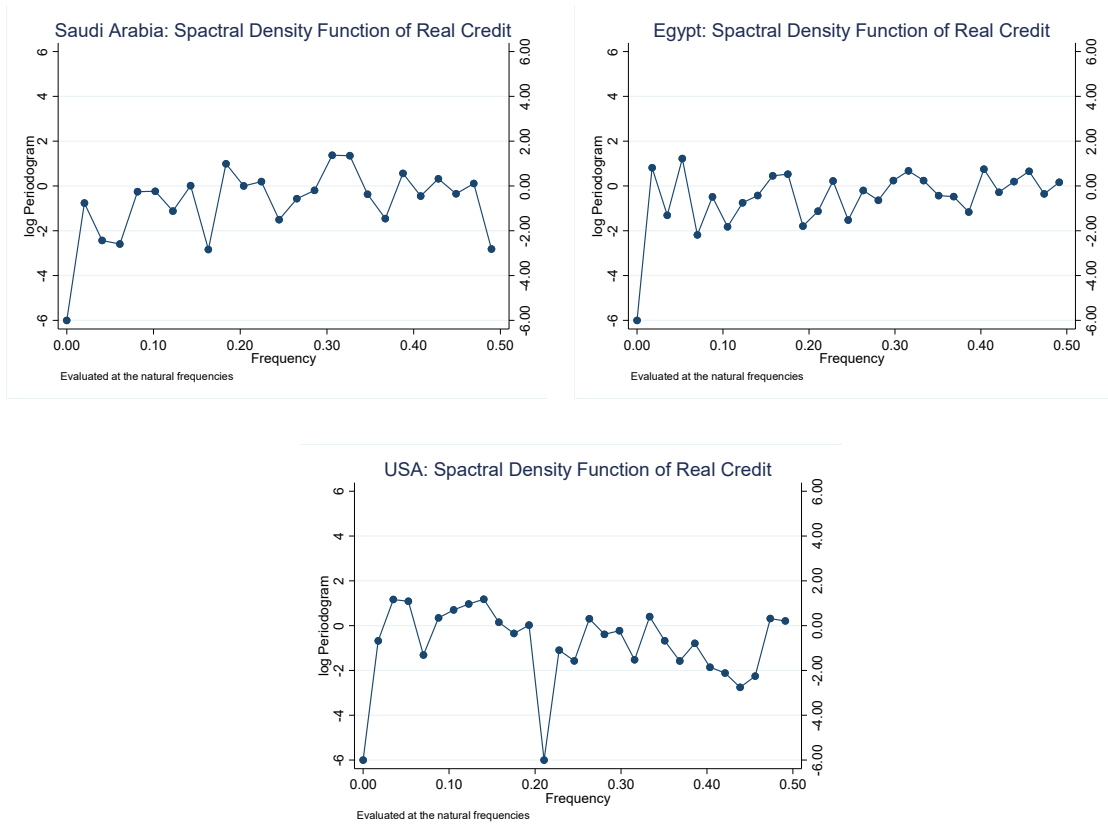 Saudi Arabia: Spactral Density Function of Real Credit
log Periodogram
6
4
2
0
-2
-4
-6
6.00
4.00
2.00
0.00
-2.00
-4.00
-6.00
0.00 0.10 0.20 0.30 0.40 0.50
Frequency
Evaluated at the natural frequencies
Egypt: Spactral Density Function of Real Credit
log Periodogram
6
4
2
0
-2
-4
-6
6.00
4.00
2.00
0.00
-2.00
-4.00
-6.00
0.00 0.10 0.20 0.30 0.40 0.50
Frequency
Evaluated at the natural frequencies
USA: Spactral Density Function of Real Credit
log Periodogram
6
4
2
0
-2
-4
-6
6.00
4.00
2.00
0.00
-2.00
-4.00
-6.00
0.00 0.10 0.20 0.30 0.40 0.50
Frequency
Evaluated at the natural frequencies